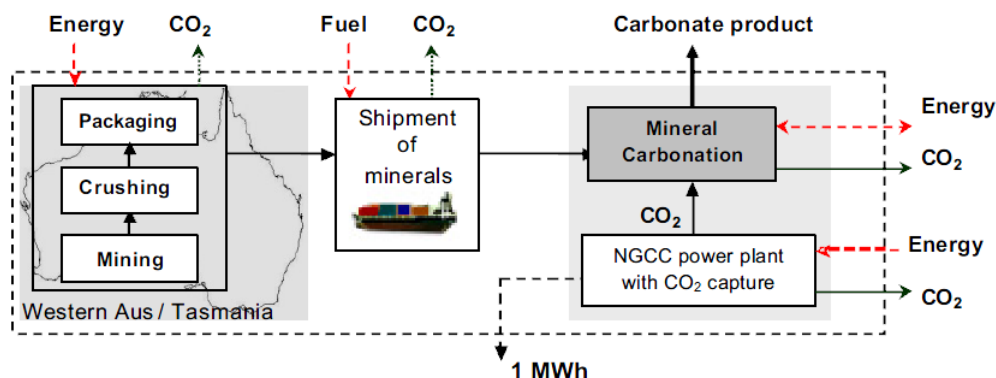 Energy
CO2
Fuel
CO2
Carbonate product
Packaging
Crushing
Mining
Western Aus / Tasmania
Shipment
of
minerals
Mineral
Carbonation
Energy
CO2
CO2
NGCC power plant
with CO2 capture
Energy
CO2
1 MWh